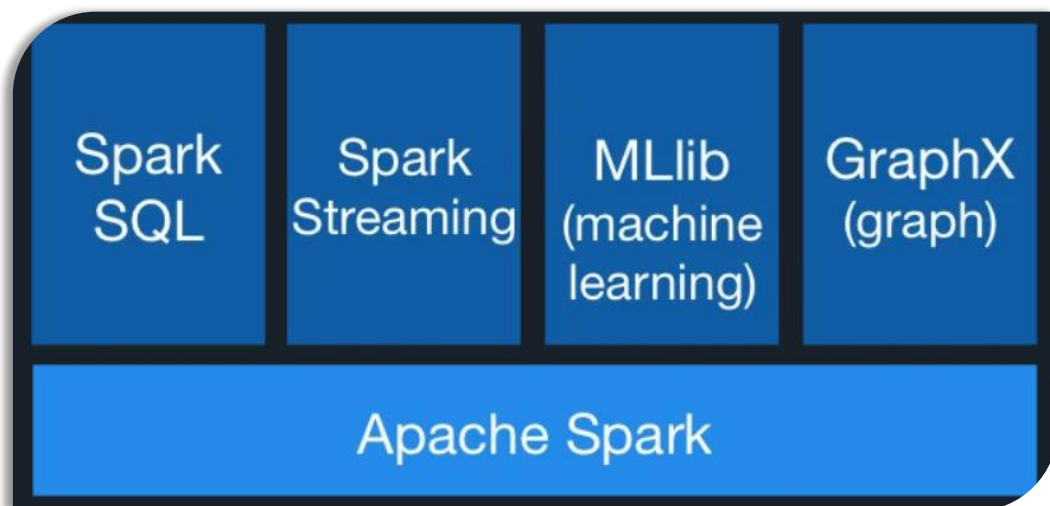 Spark
SQL
Spark
Streaming
MLlib
(machine
learning)
GraphX
(graph)
Apache Spark